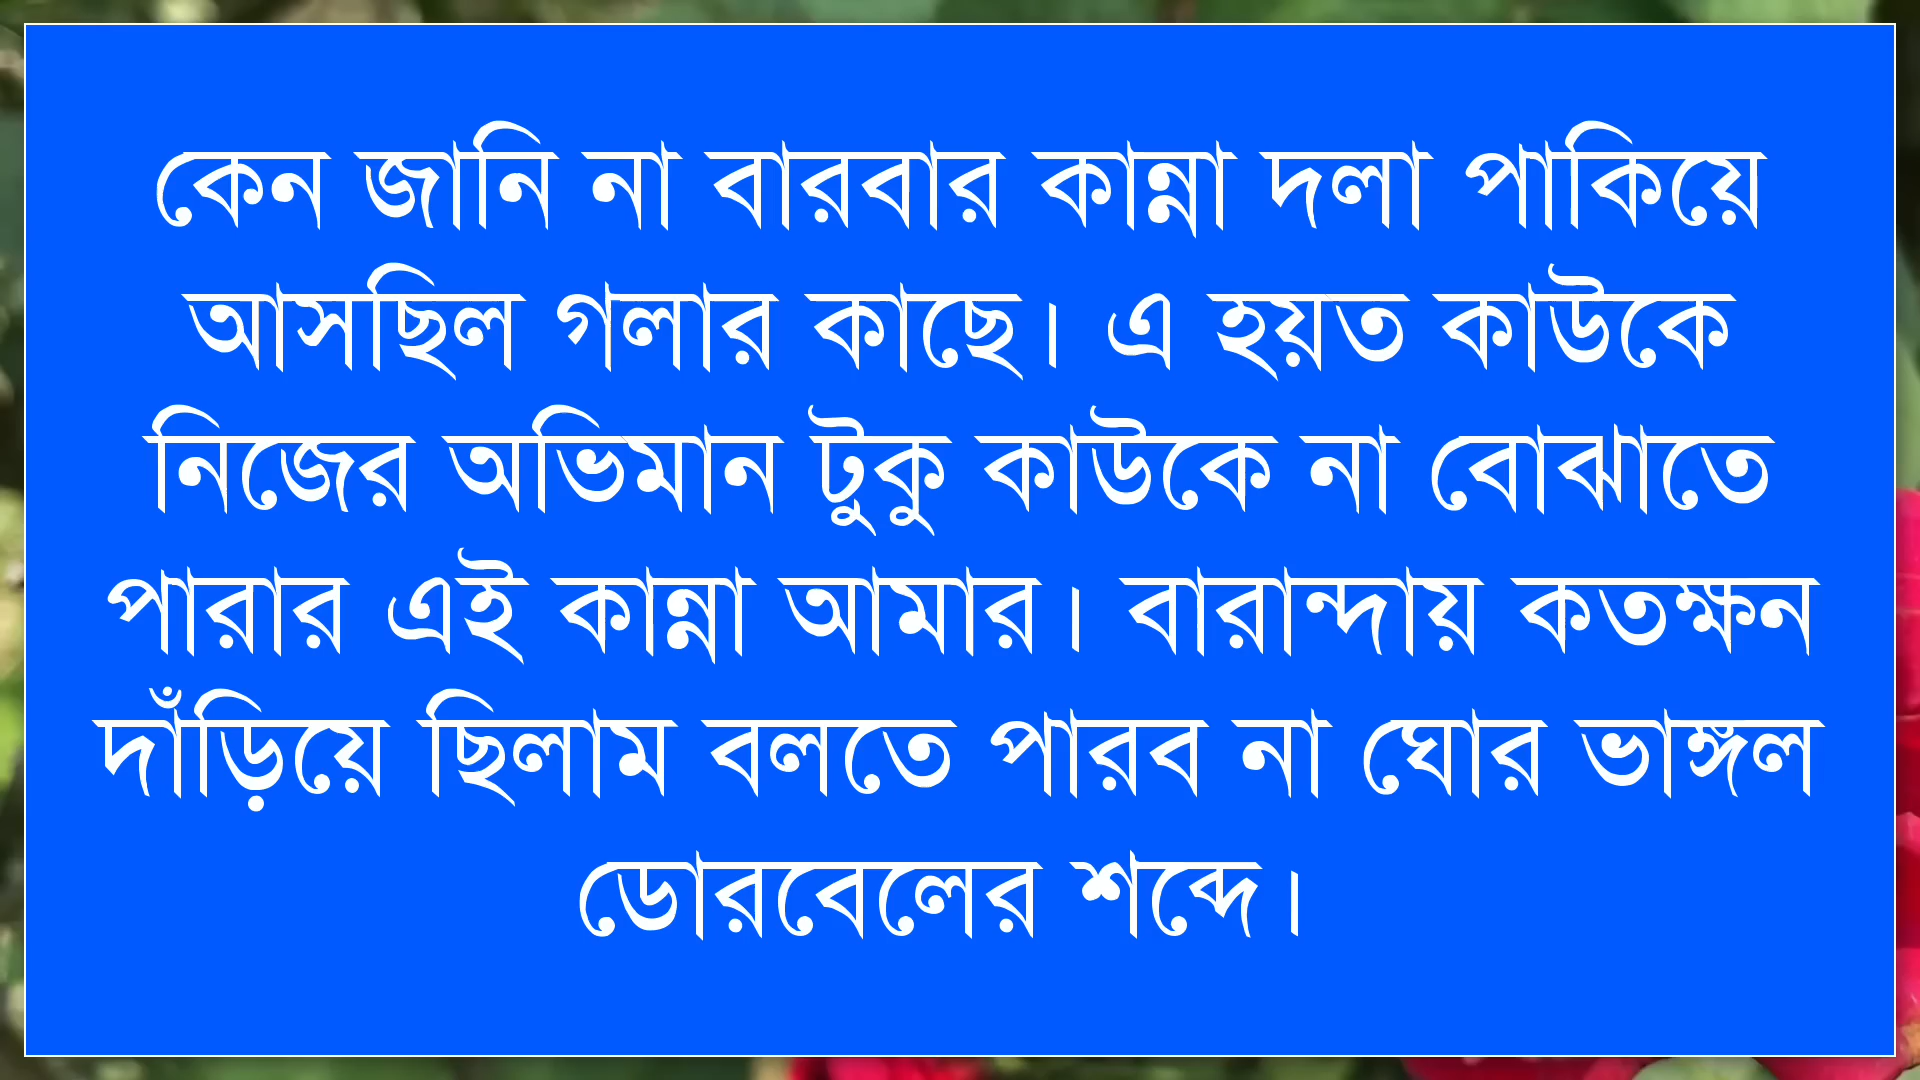 কেন জানি না বারবার কান্না দলা পাকিয়ে
আসছিল গলার কাছে। এ হয়ত কাউকে
নিজের অভিমান টুকু কাউকে না বোঝাতে
পারার এই কান্না আমার। বারান্দায় কতক্ষন
দাঁড়িয়ে ছিলাম বলতে পারব না ঘোর ভাঙ্গল
ডোরবেলের শব্দে।